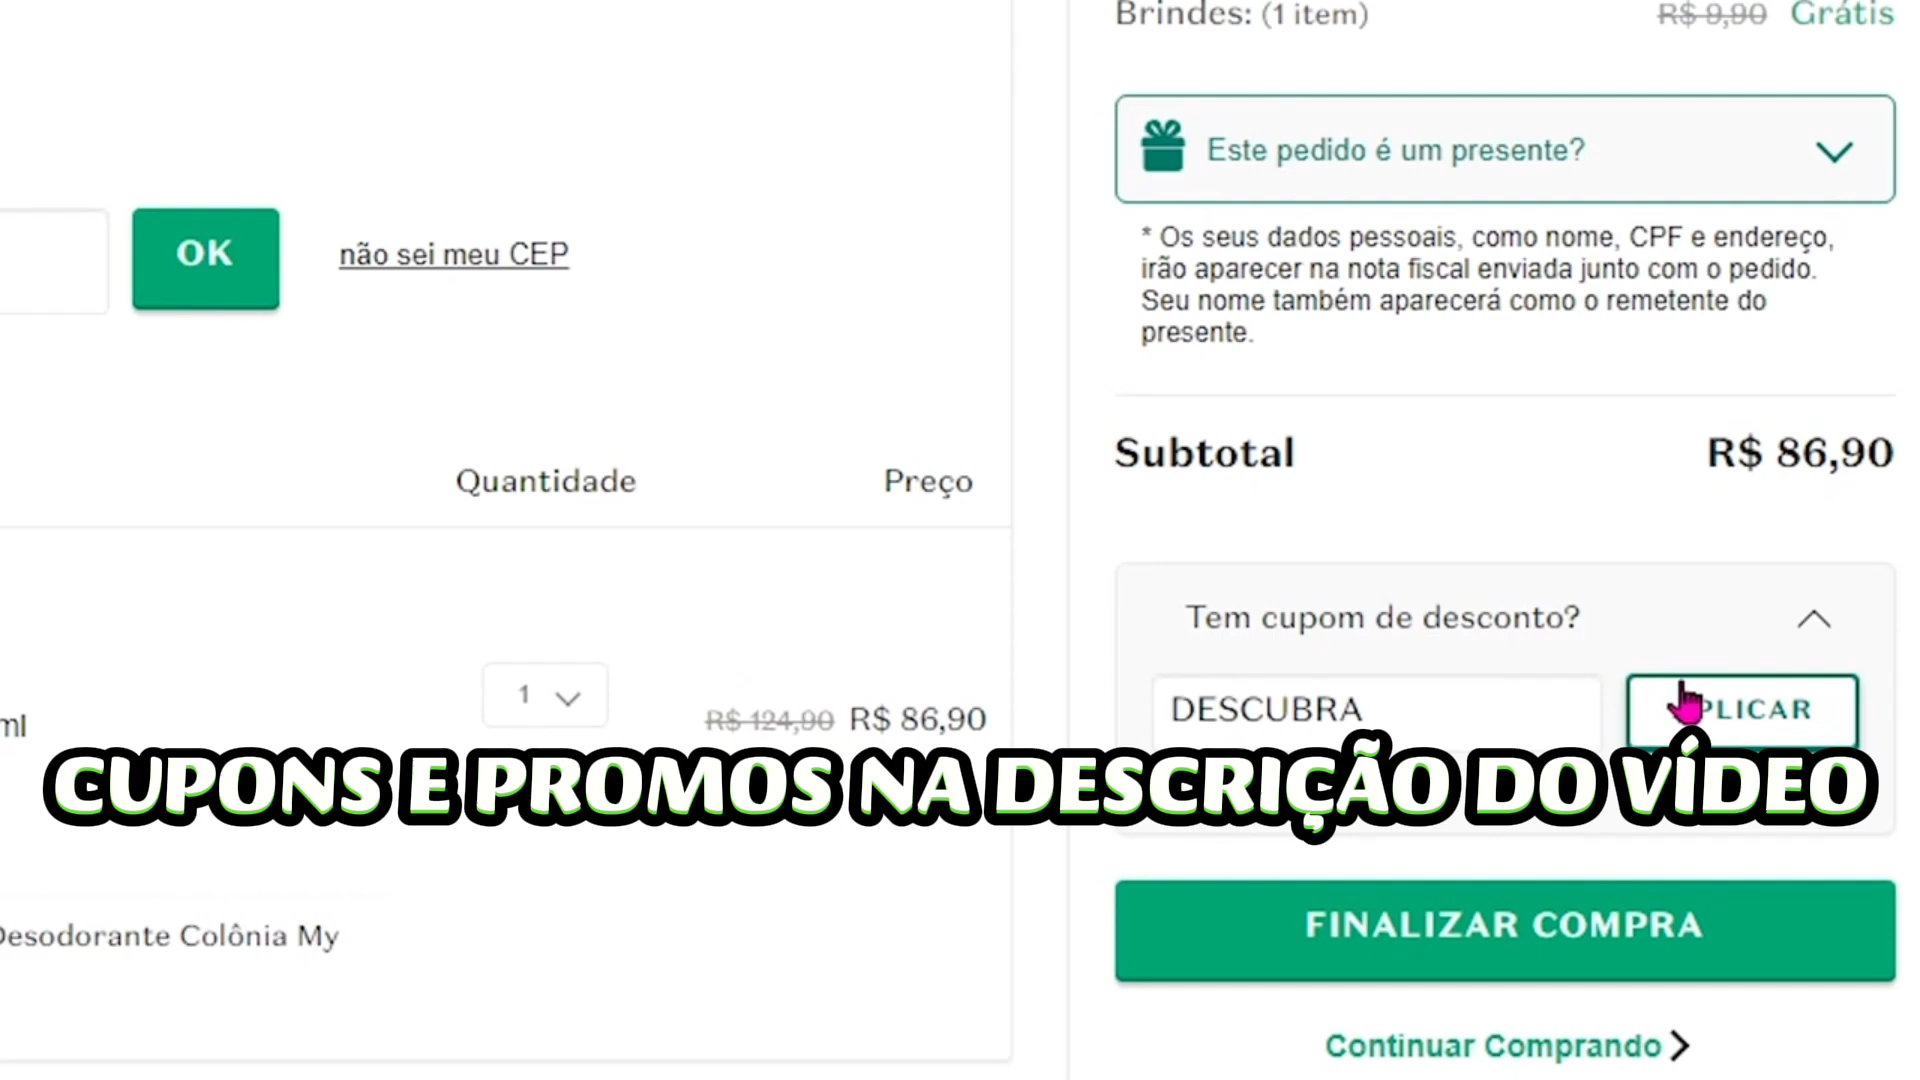 Brindes: (1 item) R$ 9,90 Grátis
Este pedido é um presente?
OK
não sei meu CEP
* Os seus dados pessoais, como nome, CPF e endereço,
irão aparecer na nota fiscal enviada junto com o pedido.
Seu nome também aparecerá como o remetente do
presente.
Subtotal R$ 86,90
Quantidade Preço
Tem cupom de desconto?
ml
1
R$ 124,90 R$ 86,90
DESCUBRA
PLICAR
CUPONS E PROMOS NA DESCRIÇÃO DO VÍDEO
Desodorante Colônia My
FINALIZAR COMPRA
Continuar Comprando